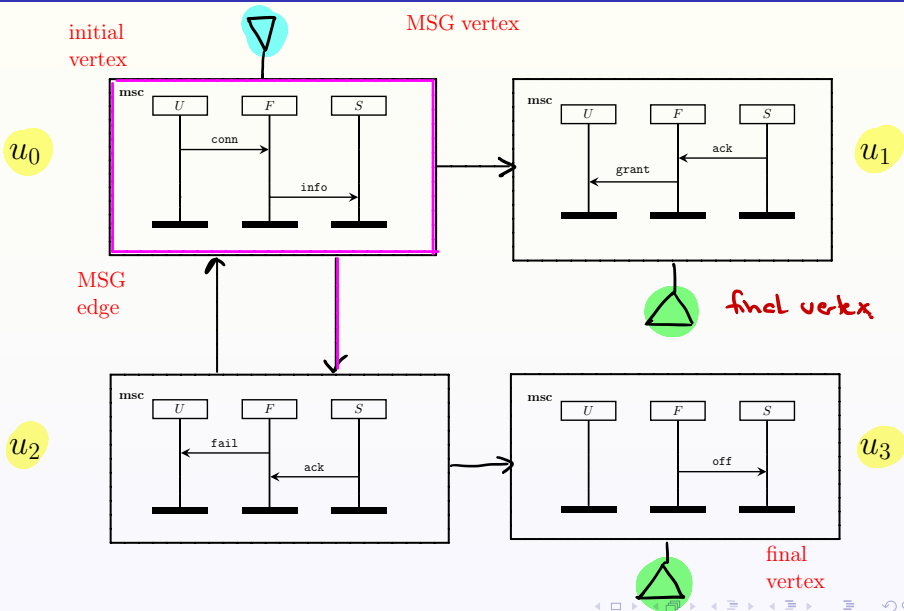 initial
vertex
MSG vertex
msc
U F S
conn
info
u0
msc
U F S
ack
grant
u1
MSG
edge
final vertex
msc
U F S
fail
ack
u2
msc
U F S
off
u3
final
vertex